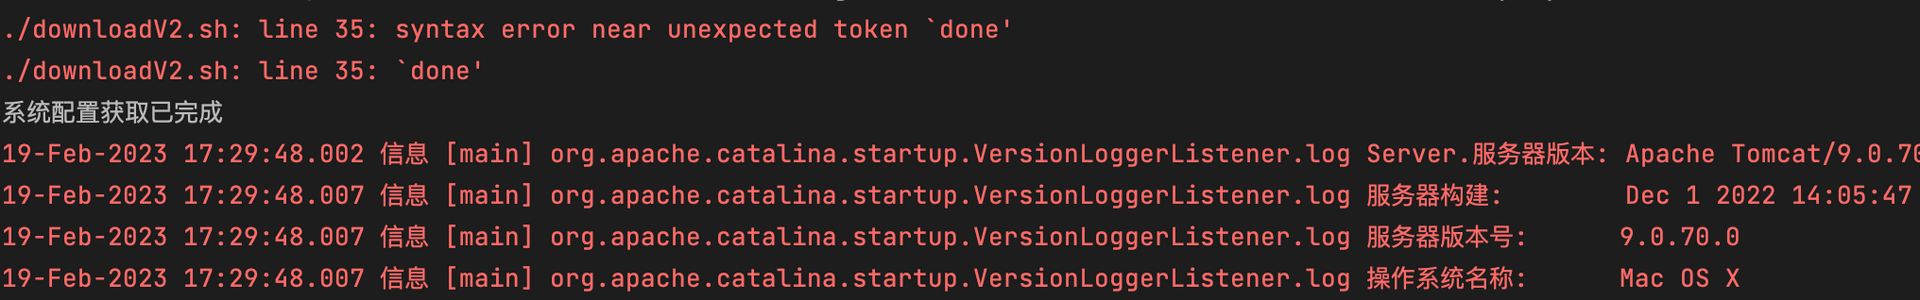 ./downloadV2.sh: line 35: syntax error near unexpected token `done'
./downloadV2.sh: line 35: `done'
系统配置获取已完成
19-Feb-2023 17:29:48.002 信息 [main] org.apache.catalina.startup.VersionLoggerListener.log Server.服务器版本: Apache Tomcat/9.0.70
19-Feb-2023 17:29:48.007 信息 [main] org.apache.catalina.startup.VersionLoggerListener.log 服务器构建: Dec 1 2022 14:05:47
19-Feb-2023 17:29:48.007 信息 [main] org.apache.catalina.startup.VersionLoggerListener.log 服务器版本号: 9.0.70.0
19-Feb-2023 17:29:48.007 信息 [main] org.apache.catalina.startup.VersionLoggerListener.log 操作系统名称: Mac OS X